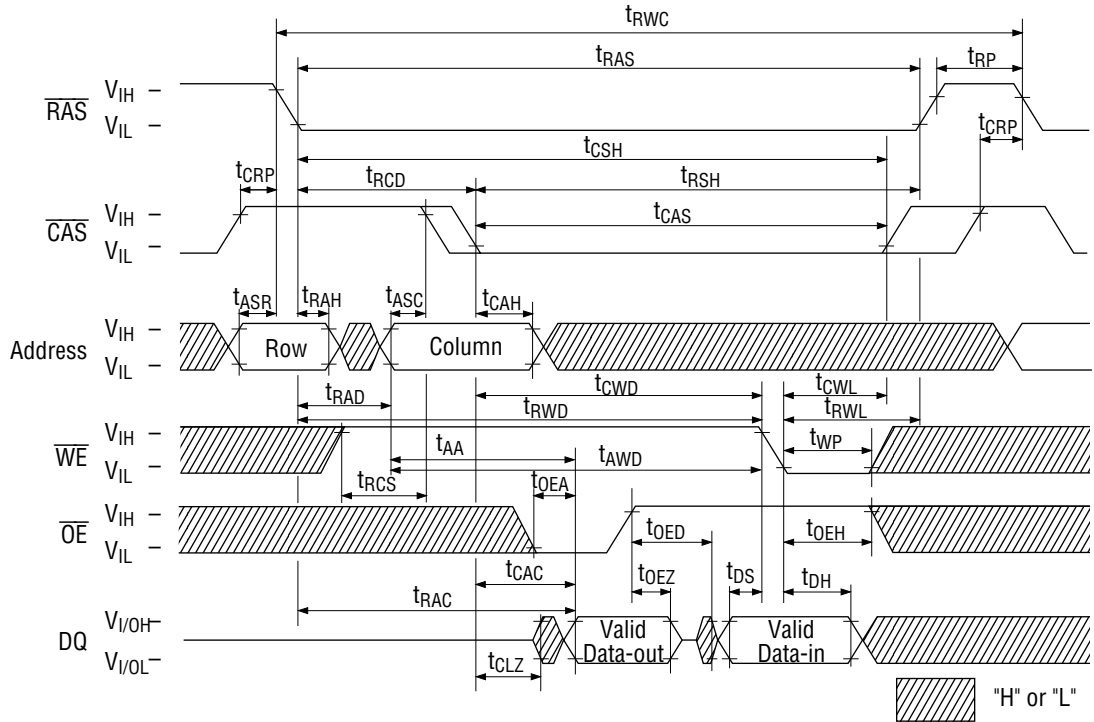 tRWC
tRAS
tRP
RAS
VIH
VIL
tCRP
tCSH
tCRP
tRCD
tRSH
CAS
VIH
VIL
tCAS
tASR
tRAH
tASC
tCAH
Address
VIH
VIL
Row
Column
tRAD
tCWD
tCWL
tRWD
tRWL
WE
VIH
VIL
tAA
tWP
tAWD
tRCS
tOEA
OE
VIH
VIL
tOED
tOEH
tCAC
tOEZ
tDS
tDH
tRAC
DQ
VI/OH
VI/OL
Valid
Data-out
Valid
Data-in
tCLZ
"H" or "L"